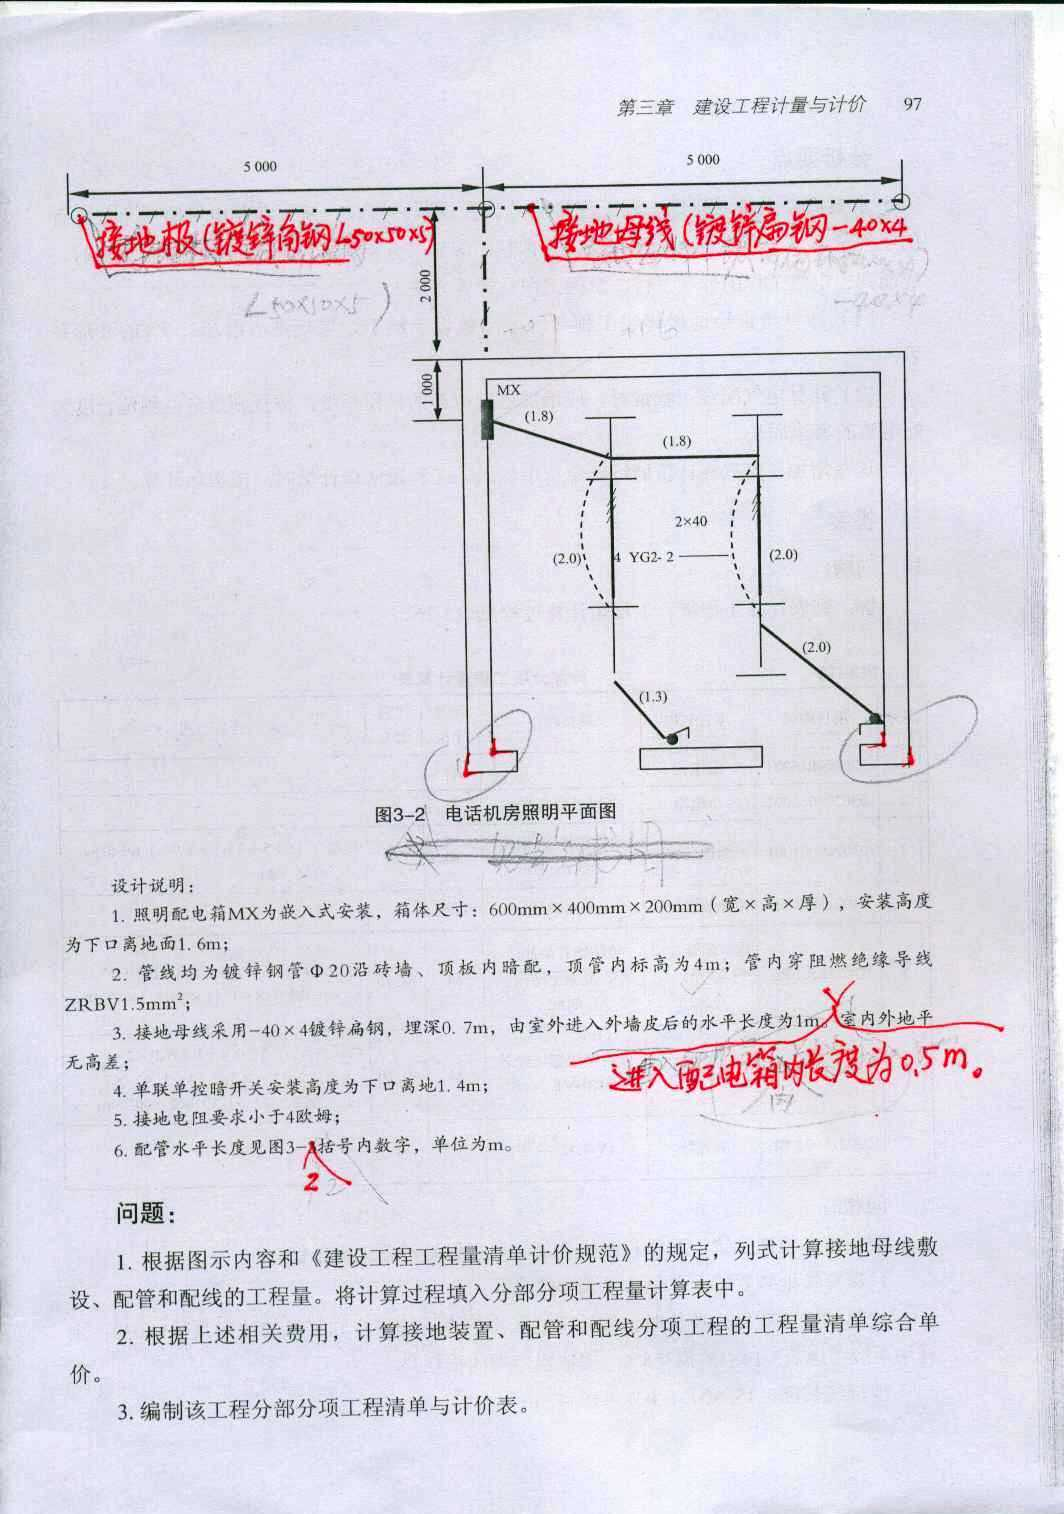 第三章 建设工程计量与计价 97
5 000
5 000
接地极(镀锌角钢∠50×50×5)
接地母线(镀锌扁钢-40×4
∠50×50×5)
2 000
1 000
MX
(1.8)
(1.8)
2×40
(2.0)
4 YG2- 2
(2.0)
(2.0)
(1.3)
图3-2 电话机房照明平面图
设计说明:
1. 照明配电箱MX为嵌入式安装,箱体尺寸:600mm×400mm×200mm(宽×高×厚),安装高度
为下口离地面1.6m;
2. 管线均为镀锌钢管Φ20沿砖墙、顶板内暗配,顶管内标高为4m;管内穿阻燃绝缘导线
ZRBV1.5mm²;
3. 接地母线采用-40×4镀锌扁钢,埋深0.7m,由室外进入外墙皮后的水平长度为1m。室内外地平
无高差;
进入配电箱内长度为0.5m。
4. 单联单控暗开关安装高度为下口离地1.4m;
5. 接地电阻要求小于4欧姆;
6. 配管水平长度见图3-括号内数字,单位为m。
2
问题:
1. 根据图示内容和《建设工程工程量清单计价规范》的规定,列式计算接地母线敷
设、配管和配线的工程量。将计算过程填入分部分项工程量计算表中。
2. 根据上述相关费用,计算接地装置、配管和配线分项工程的工程量清单综合单
价。
3. 编制该工程分部分项工程清单与计价表。